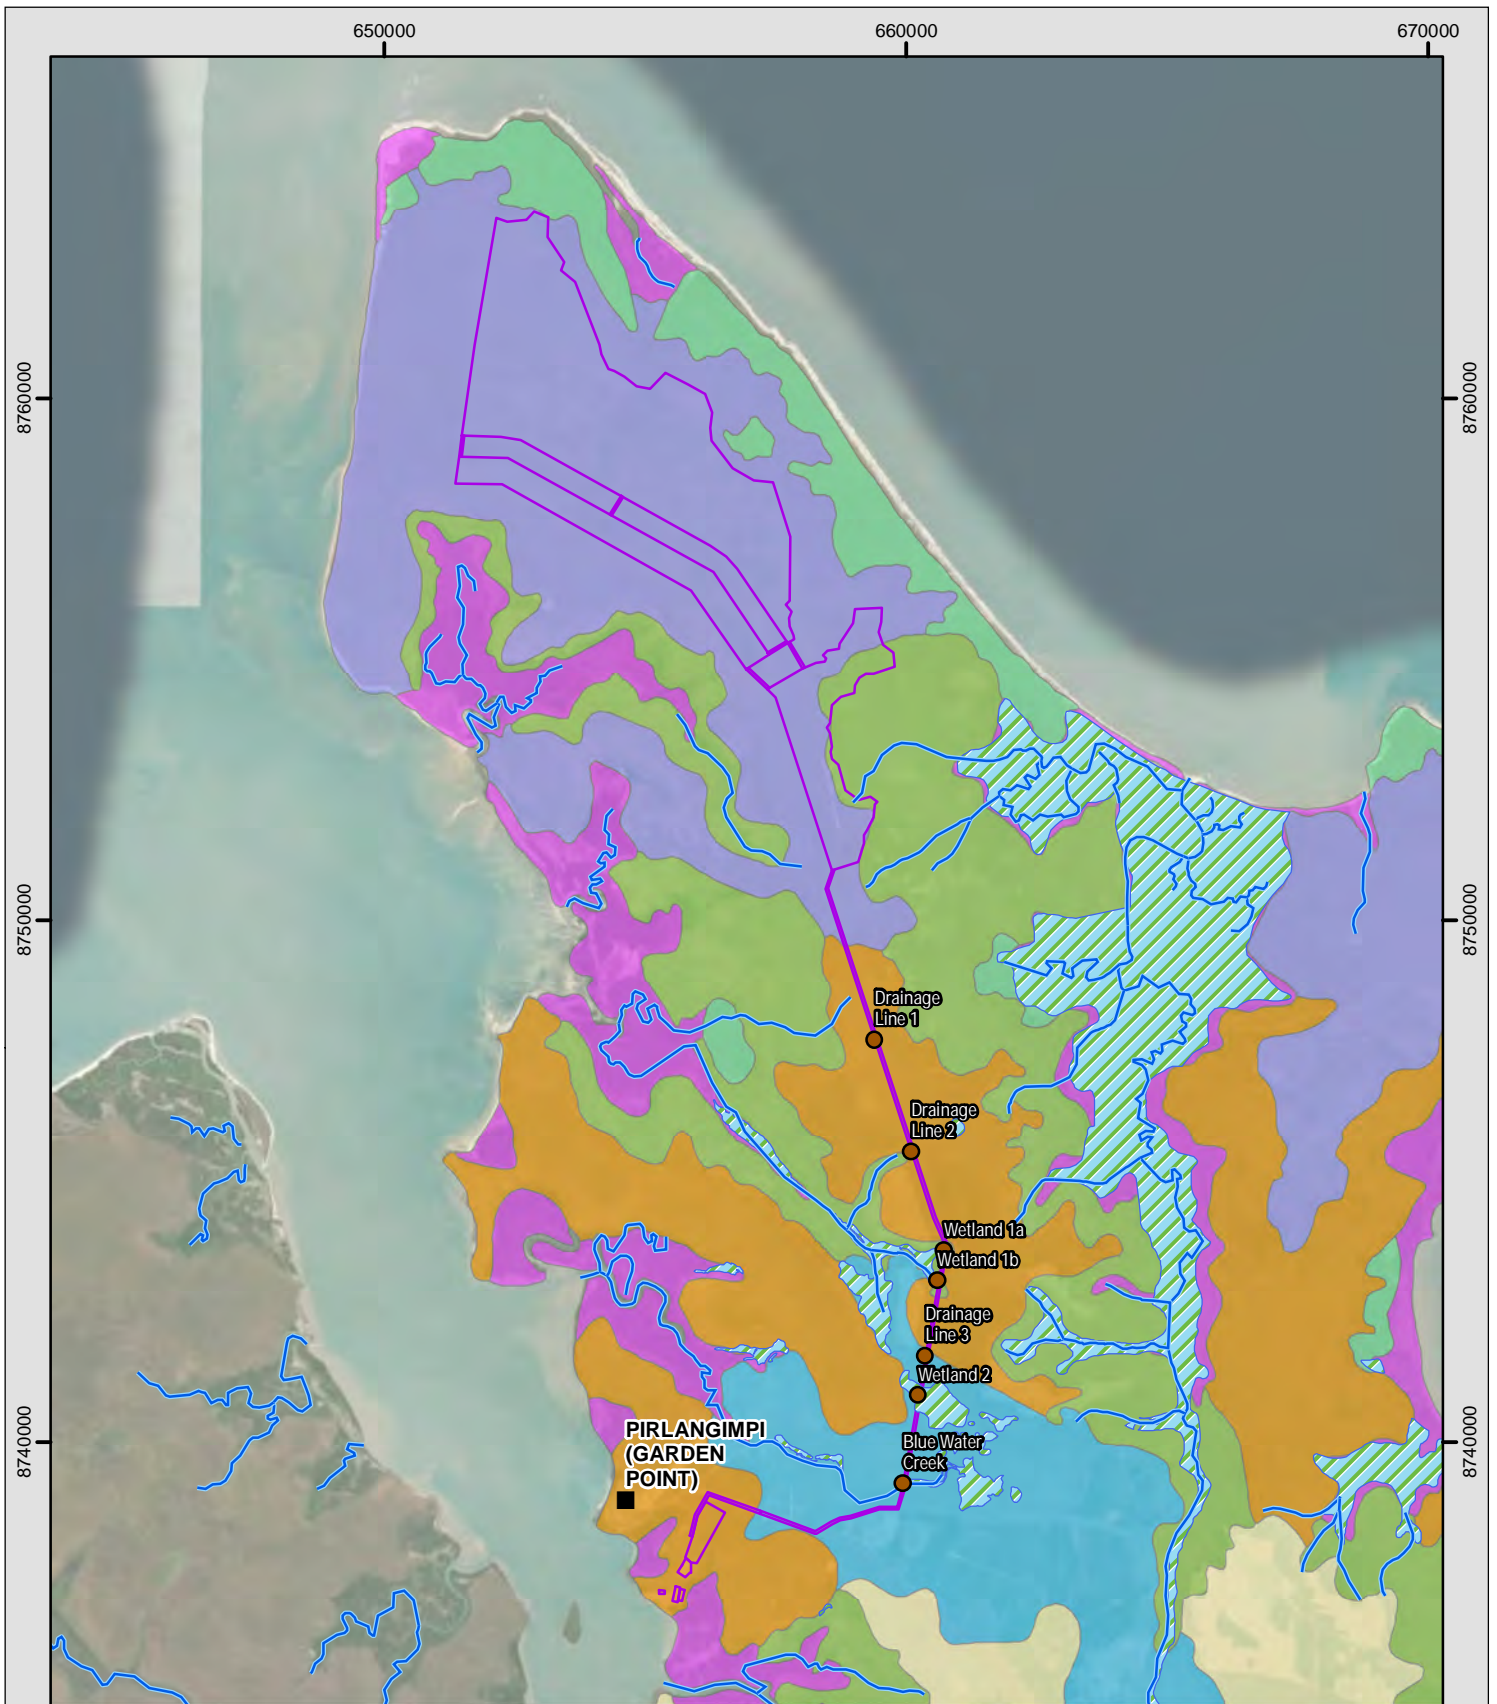 650000
660000
670000
8760000
8760000
8750000
8750000
Drainage
Line 1
Drainage
Line 2
Wetland 1a
Wetland 1b
Drainage
Line 3
Wetland 2
8740000
8740000
PIRLANGIMPI
(GARDEN
POINT)
Blue Water
Creek